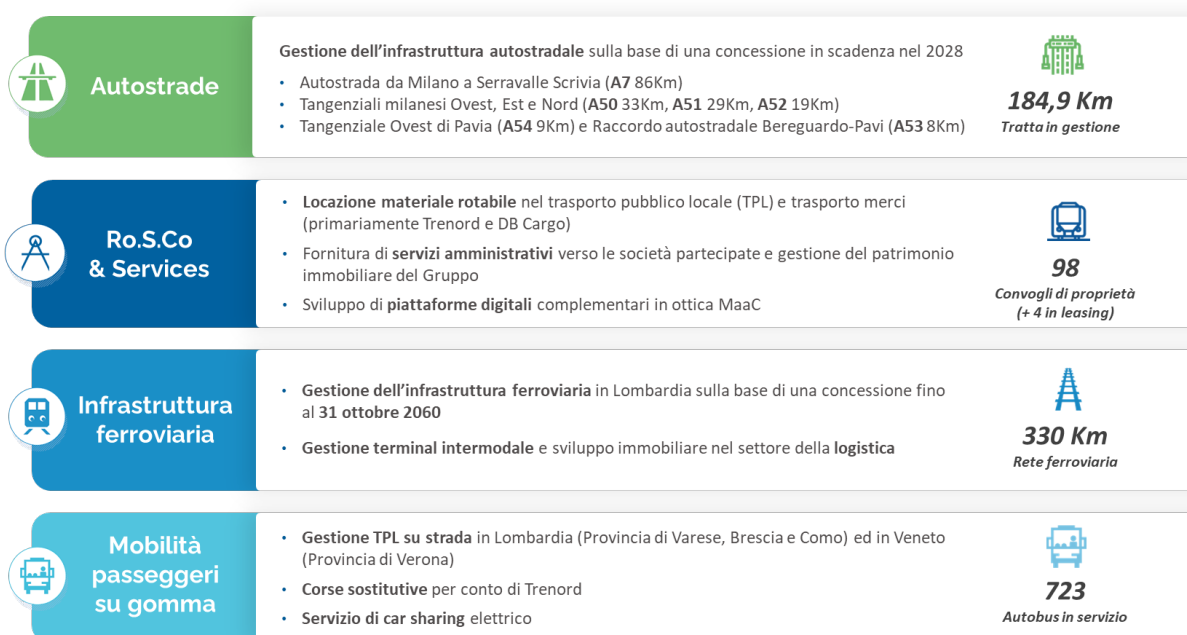 Autostrade
Gestione dell'infrastruttura autostradale sulla base di una concessione in scadenza nel 2028
• Autostrada da Milano a Serravalle Scrivia (A7 86Km)
• Tangenziali milanesi Ovest, Est e Nord (A50 33Km, A51 29Km, A52 19Km)
• Tangenziale Ovest di Pavia (A54 9Km) e Raccordo autostradale Bereguardo-Pavi (A53 8Km)
184,9 Km
Tratta in gestione
Ro.S.Co
& Services
• Locazione materiale rotabile nel trasporto pubblico locale (TPL) e trasporto merci
(primariamente Trenord e DB Cargo)
• Fornitura di servizi amministrativi verso le società partecipate e gestione del patrimonio
immobiliare del Gruppo
• Sviluppo di piattaforme digitali complementari in ottica MaaC
98
Convogli di proprietà
(+ 4 in leasing)
Infrastruttura
ferroviaria
• Gestione dell'infrastruttura ferroviaria in Lombardia sulla base di una concessione fino
al 31 ottobre 2060
• Gestione terminal intermodale e sviluppo immobiliare nel settore della logistica
330 Km
Rete ferroviaria
Mobilità
passeggeri
su gomma
• Gestione TPL su strada in Lombardia (Provincia di Varese, Brescia e Como) ed in Veneto
(Provincia di Verona)
• Corse sostitutive per conto di Trenord
• Servizio di car sharing elettrico
723
Autobus in servizio